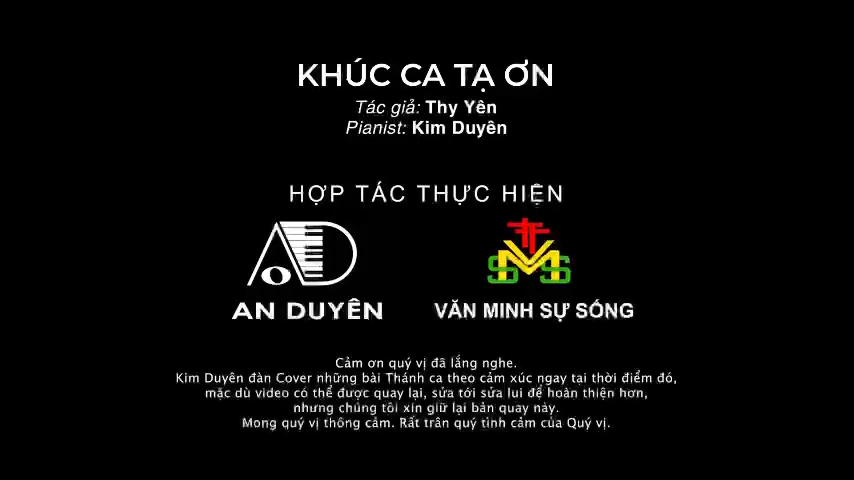 KHÚC CA TẠ ƠN
Tác giả: Thy Yên
Pianist: Kim Duyên
HỢP TÁC THỰC HIỆN
AD
VMSS
AN DUYÊN
VĂN MINH SỰ SỐNG
Cảm ơn quý vị đã lắng nghe.
Kim Duyên đàn Cover những bài Thánh ca theo cảm xúc ngay tại thời điểm đó,
mặc dù video có thể được quay lại, sửa tới sửa lui để hoàn thiện hơn,
nhưng chúng tôi xin giữ lại bản quay này.
Mong quý vị thông cảm. Rất trân quý tình cảm của Quý vị.